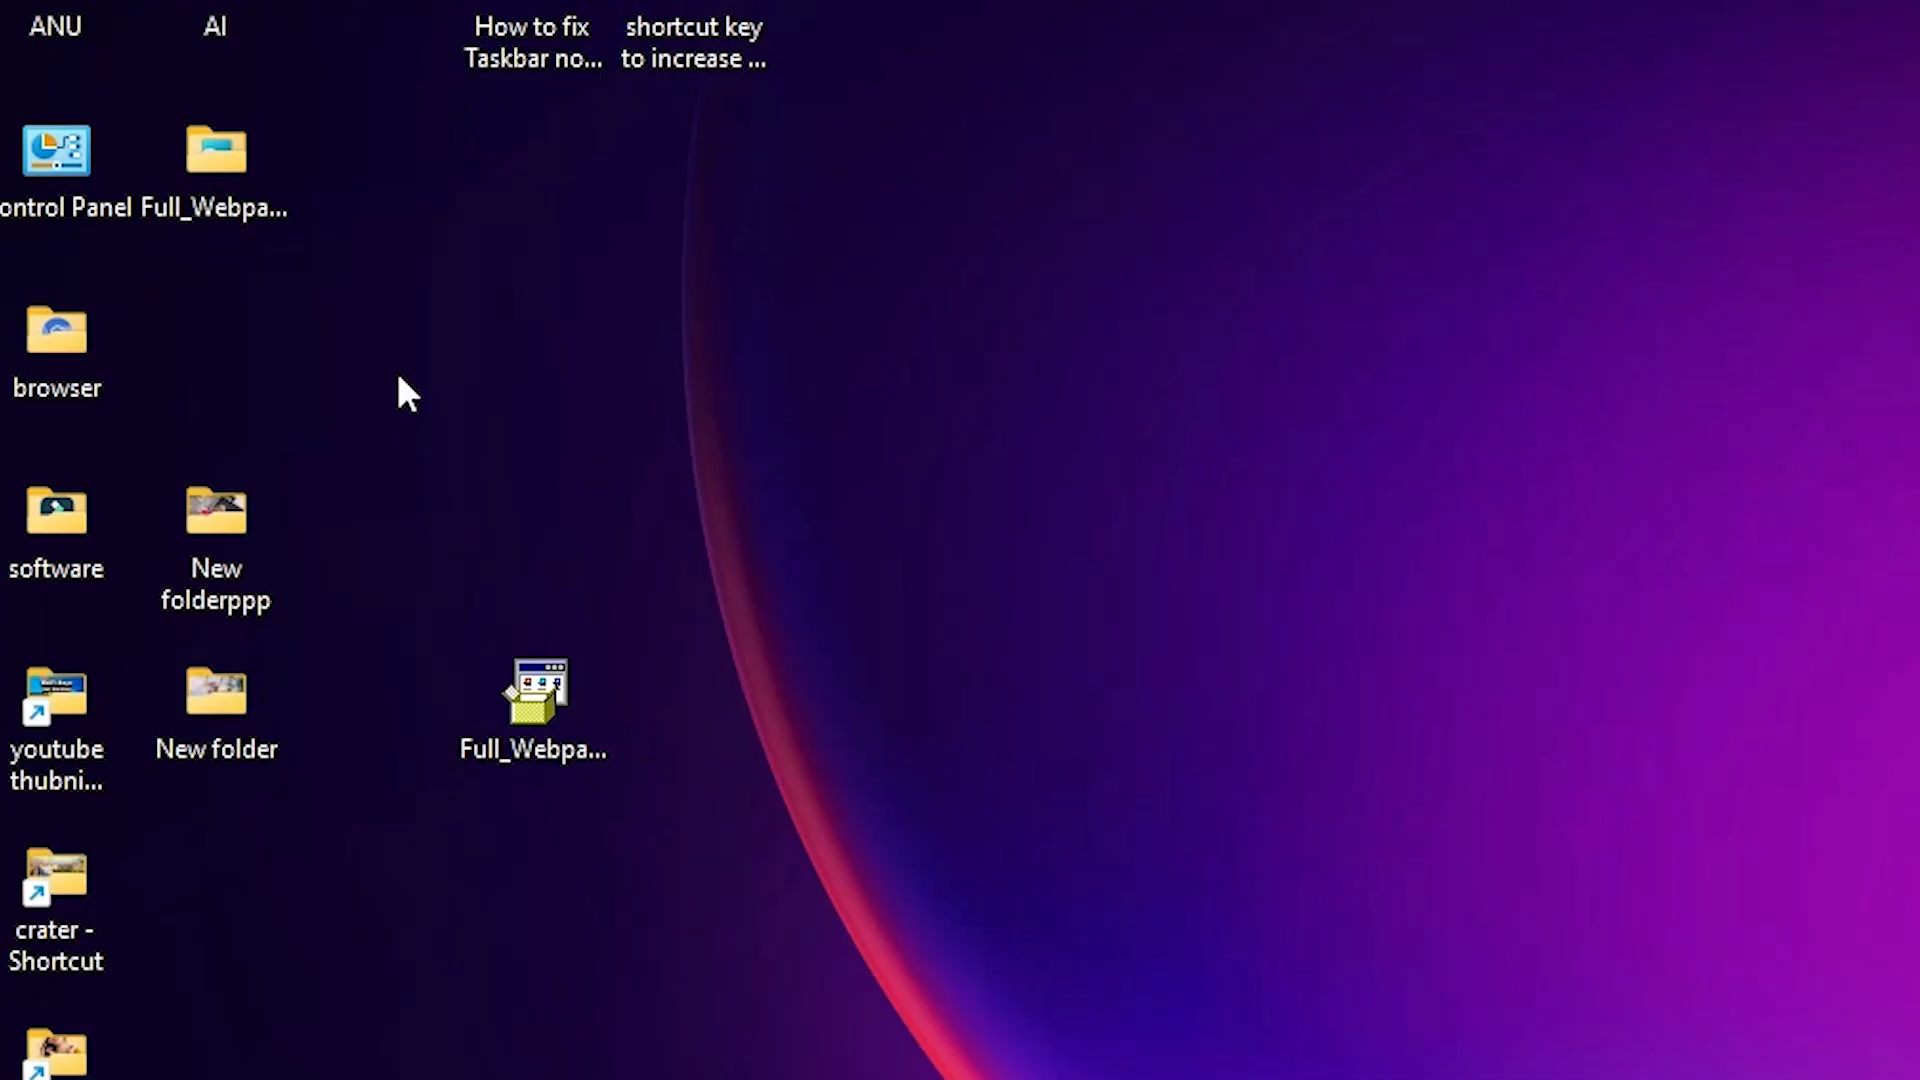 ANU
AI
How to fix
Taskbar no...
shortcut key
to increase ...
ontrol Panel
Full_Webpa...
browser
software
New
folderppp
youtube
thubni...
New folder
Full_Webpa...
crater -
Shortcut